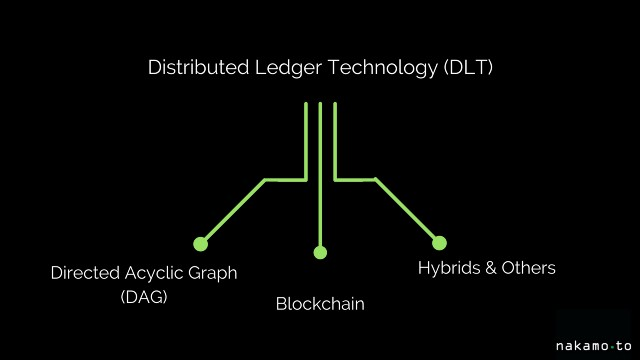 Distributed Ledger Technology (DLT)
Directed Acyclic Graph
(DAG)
Blockchain
Hybrids & Others
nakamo.to